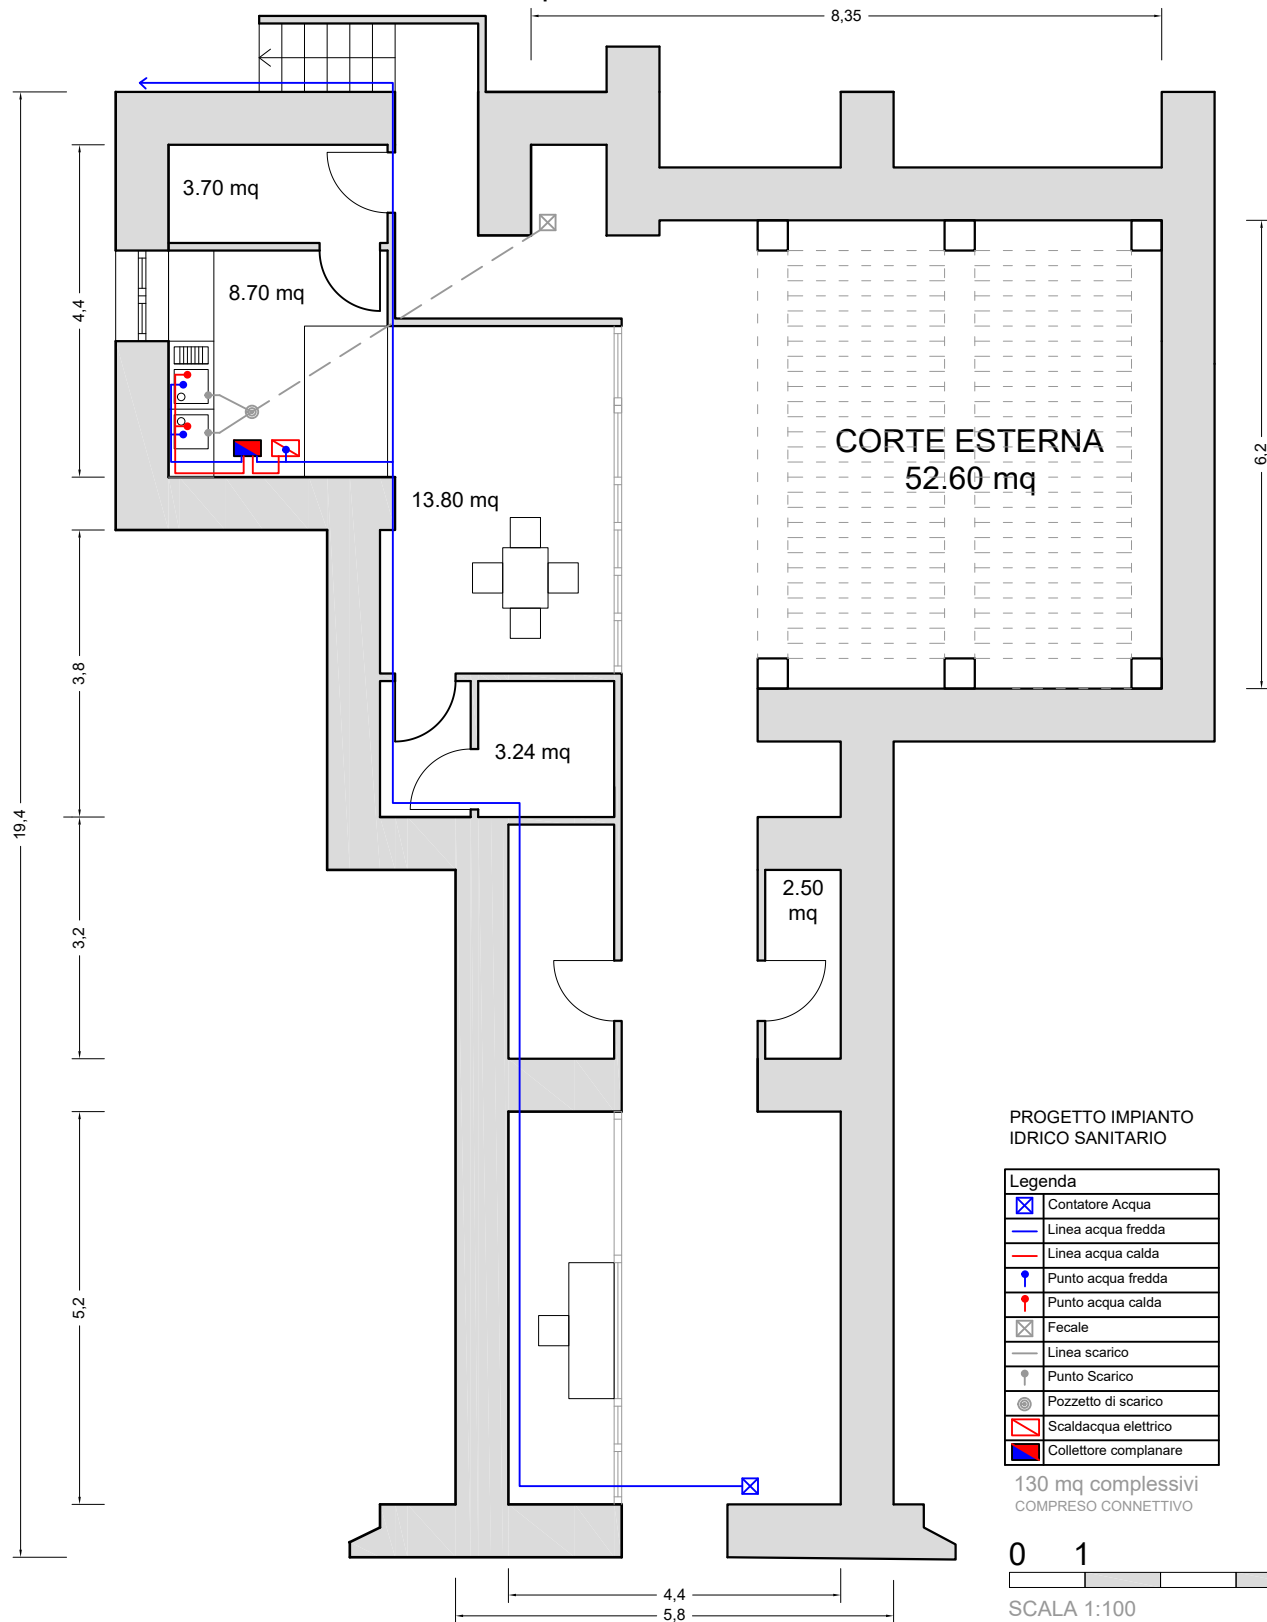 8,35
3.70 mq
8.70 mq
4,4
CORTE ESTERNA
52.60 mq
6,2
13.80 mq
3,8
3.24 mq
19,4
2.50
mq
3,2
5,2
PROGETTO IMPIANTO
IDRICO SANITARIO
Legenda
Contatore Acqua
Linea acqua fredda
Linea acqua calda
Punto acqua fredda
Punto acqua calda
Fecale
Linea scarico
Punto Scarico
Pozzetto di scarico
Scaldacqua elettrico
Collettore complanare
130 mq complessivi
COMPRESO CONNETTIVO
0 1
SCALA 1:100
4,4
5,8